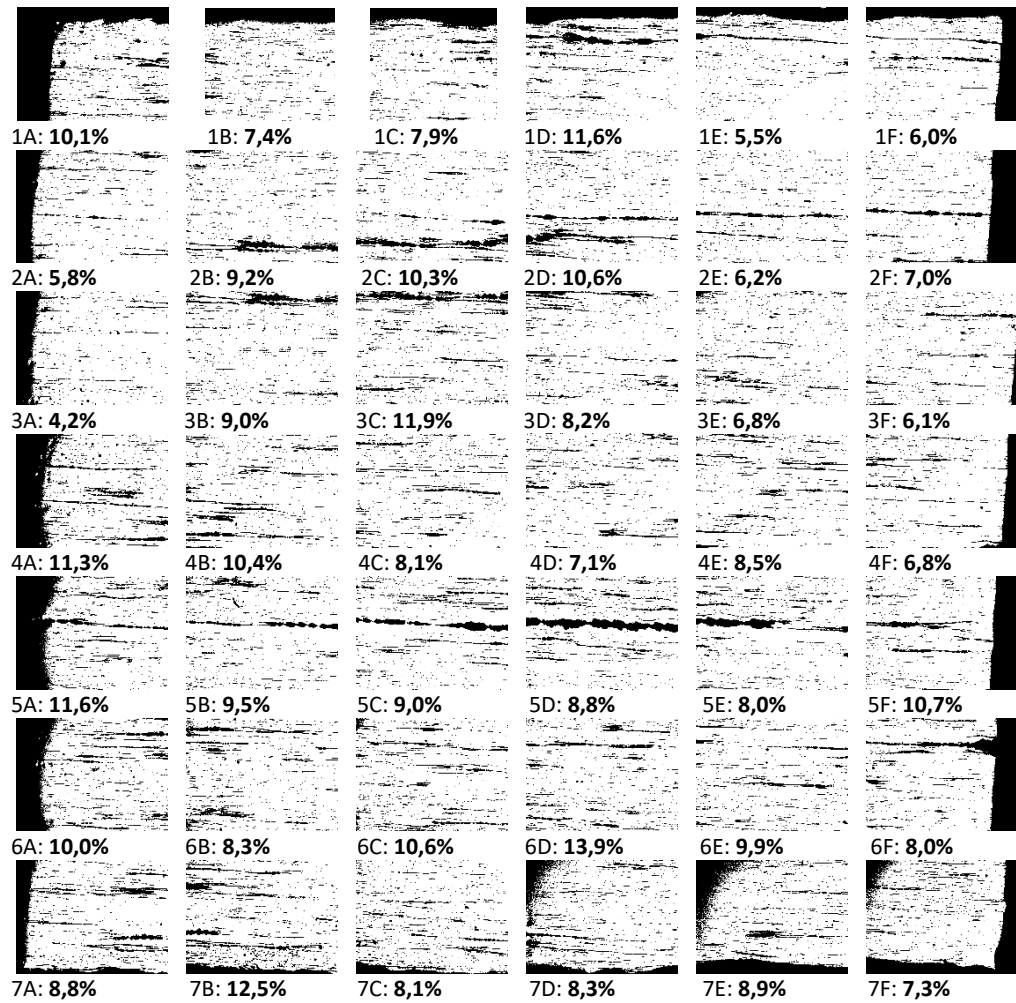 1A: 10,1% 1B: 7,4% 1C: 7,9% 1D: 11,6% 1E: 5,5% 1F: 6,0%
2A: 5,8% 2B: 9,2% 2C: 10,3% 2D: 10,6% 2E: 6,2% 2F: 7,0%
3A: 4,2% 3B: 9,0% 3C: 11,9% 3D: 8,2% 3E: 6,8% 3F: 6,1%
4A: 11,3% 4B: 10,4% 4C: 8,1% 4D: 7,1% 4E: 8,5% 4F: 6,8%
5A: 11,6% 5B: 9,5% 5C: 9,0% 5D: 8,8% 5E: 8,0% 5F: 10,7%
6A: 10,0% 6B: 8,3% 6C: 10,6% 6D: 13,9% 6E: 9,9% 6F: 8,0%
7A: 8,8% 7B: 12,5% 7C: 8,1% 7D: 8,3% 7E: 8,9% 7F: 7,3%